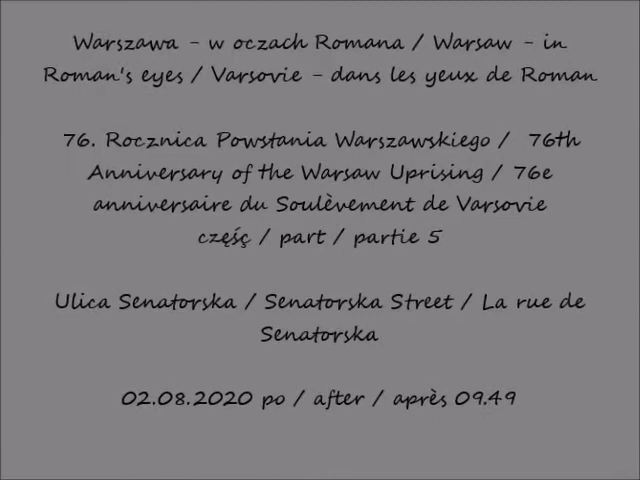 Warszawa - w oczach Romana / Warsaw - in
Roman's eyes / Varsovie - dans les yeux de Roman
76. Rocznica Powstania Warszawskiego / 76th
Anniversary of the Warsaw Uprising / 76e
anniversaire du Soulèvement de Varsovie
częśç / part / partie 5
Ulica Senatorska / Senatorska Street / La rue de
Senatorska
02.08.2020 po / after / après 09.49